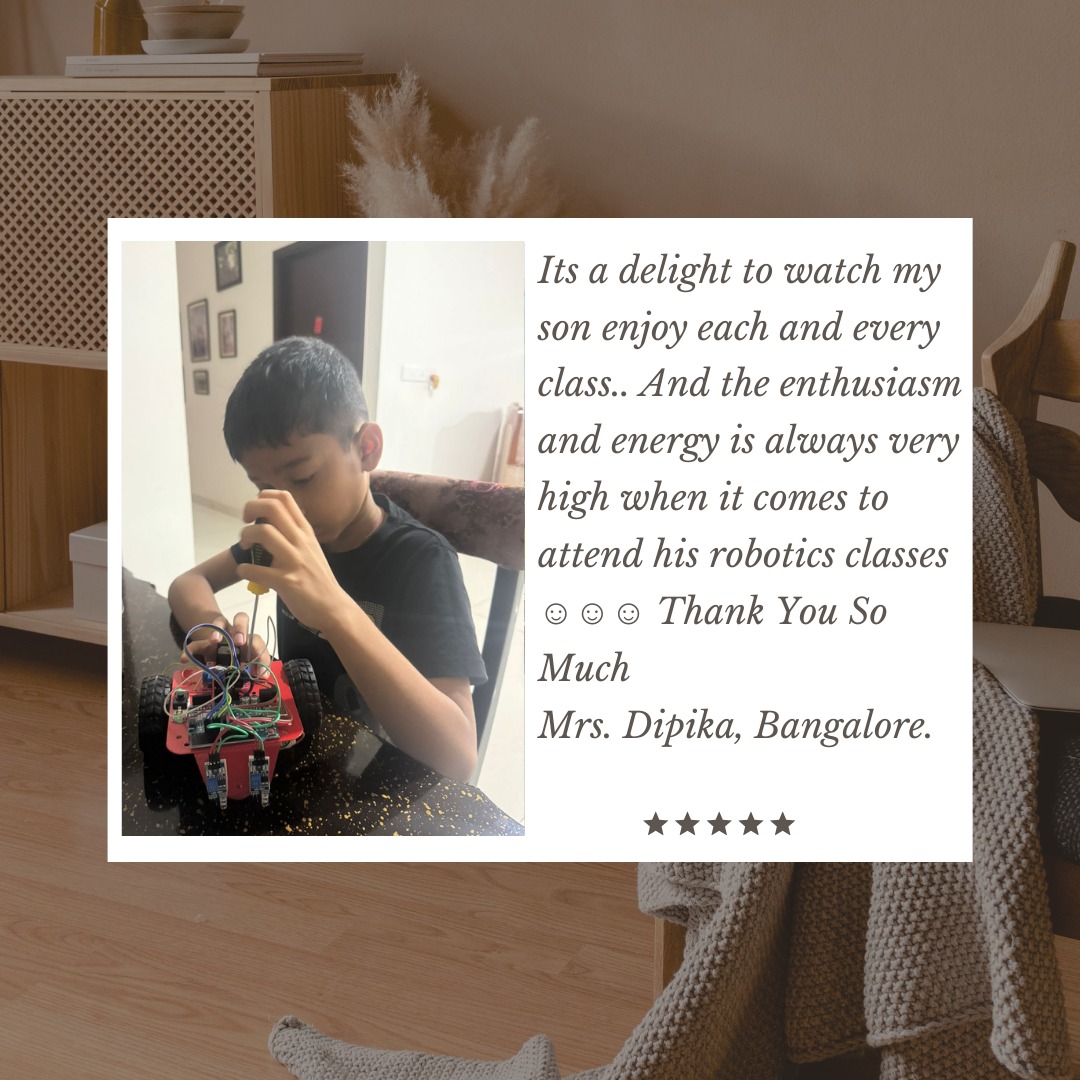 Its a delight to watch my
son enjoy each and every
class.. And the enthusiasm
and energy is always very
high when it comes to
attend his robotics classes
☺☺☺ Thank You So
Much
Mrs. Dipika, Bangalore.
★★★★★